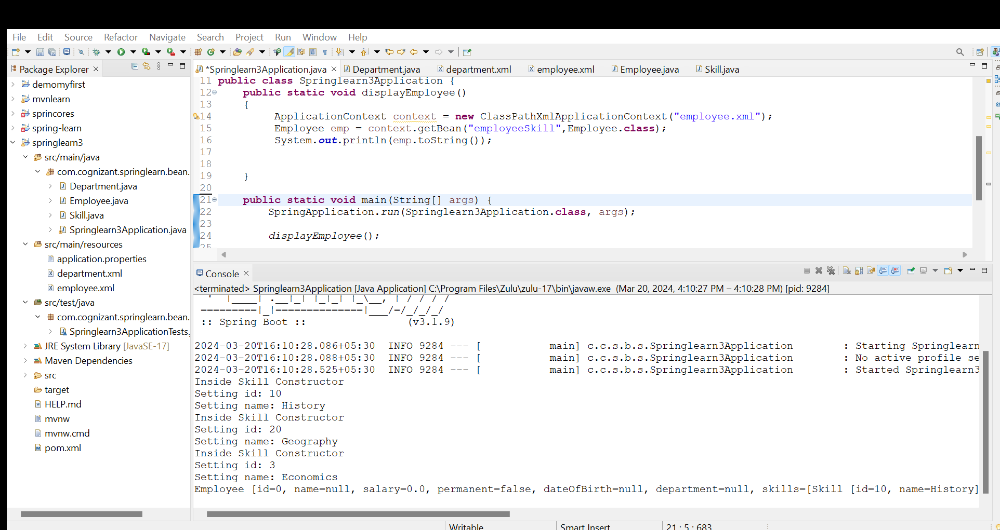 File Edit Source Refactor Navigate Search Project Run Window Help
Package Explorer
demomyfirst
mvnlearn
sprincores
spring-learn
springlearn3
src/main/java
com.cognizant.springlearn.bean.
Department.java
Employee.java
Skill.java
Springlearn3Application.java
src/main/resources
application.properties
department.xml
employee.xml
src/test/java
com.cognizant.springlearn.bean.
Springlearn3ApplicationTests.
JRE System Library [JavaSE-17]
Maven Dependencies
src
target
HELP.md
mvnw
mvnw.cmd
pom.xml
*Springlearn3Application.java Department.java department.xml employee.xml Employee.java Skill.java
11 public class Springlearn3Application {
12 public static void displayEmployee()
13 {
14 ApplicationContext context = new ClassPathXmlApplicationContext("employee.xml");
15 Employee emp = context.getBean("employeeSkill",Employee.class);
16 System.out.println(emp.toString());
17
18
19 }
20
21 public static void main(String[] args) {
22 SpringApplication.run(Springlearn3Application.class, args);
23
24 displayEmployee();
25
Console
<terminated> Springlearn3Application [Java Application] C:\Program Files\Zulu\zulu-17\bin\javaw.exe (Mar 20, 2024, 4:10:27 PM – 4:10:28 PM) [pid: 9284]
' |____| .__|_| |_|_| |_\__, | / / / /
=========|_|==============|___/=/_/_/_/
:: Spring Boot :: (v3.1.9)
2024-03-20T16:10:28.086+05:30 INFO 9284 --- [ main] c.c.s.b.s.Springlearn3Application : Starting Springlearn
2024-03-20T16:10:28.088+05:30 INFO 9284 --- [ main] c.c.s.b.s.Springlearn3Application : No active profile se
2024-03-20T16:10:28.525+05:30 INFO 9284 --- [ main] c.c.s.b.s.Springlearn3Application : Started Springlearn3
Inside Skill Constructor
Setting id: 10
Setting name: History
Inside Skill Constructor
Setting id: 20
Setting name: Geography
Inside Skill Constructor
Setting id: 3
Setting name: Economics
Employee [id=0, name=null, salary=0.0, permanent=false, dateOfBirth=null, department=null, skills=[Skill [id=10, name=History]
Writable Smart Insert 21 : 5 : 683